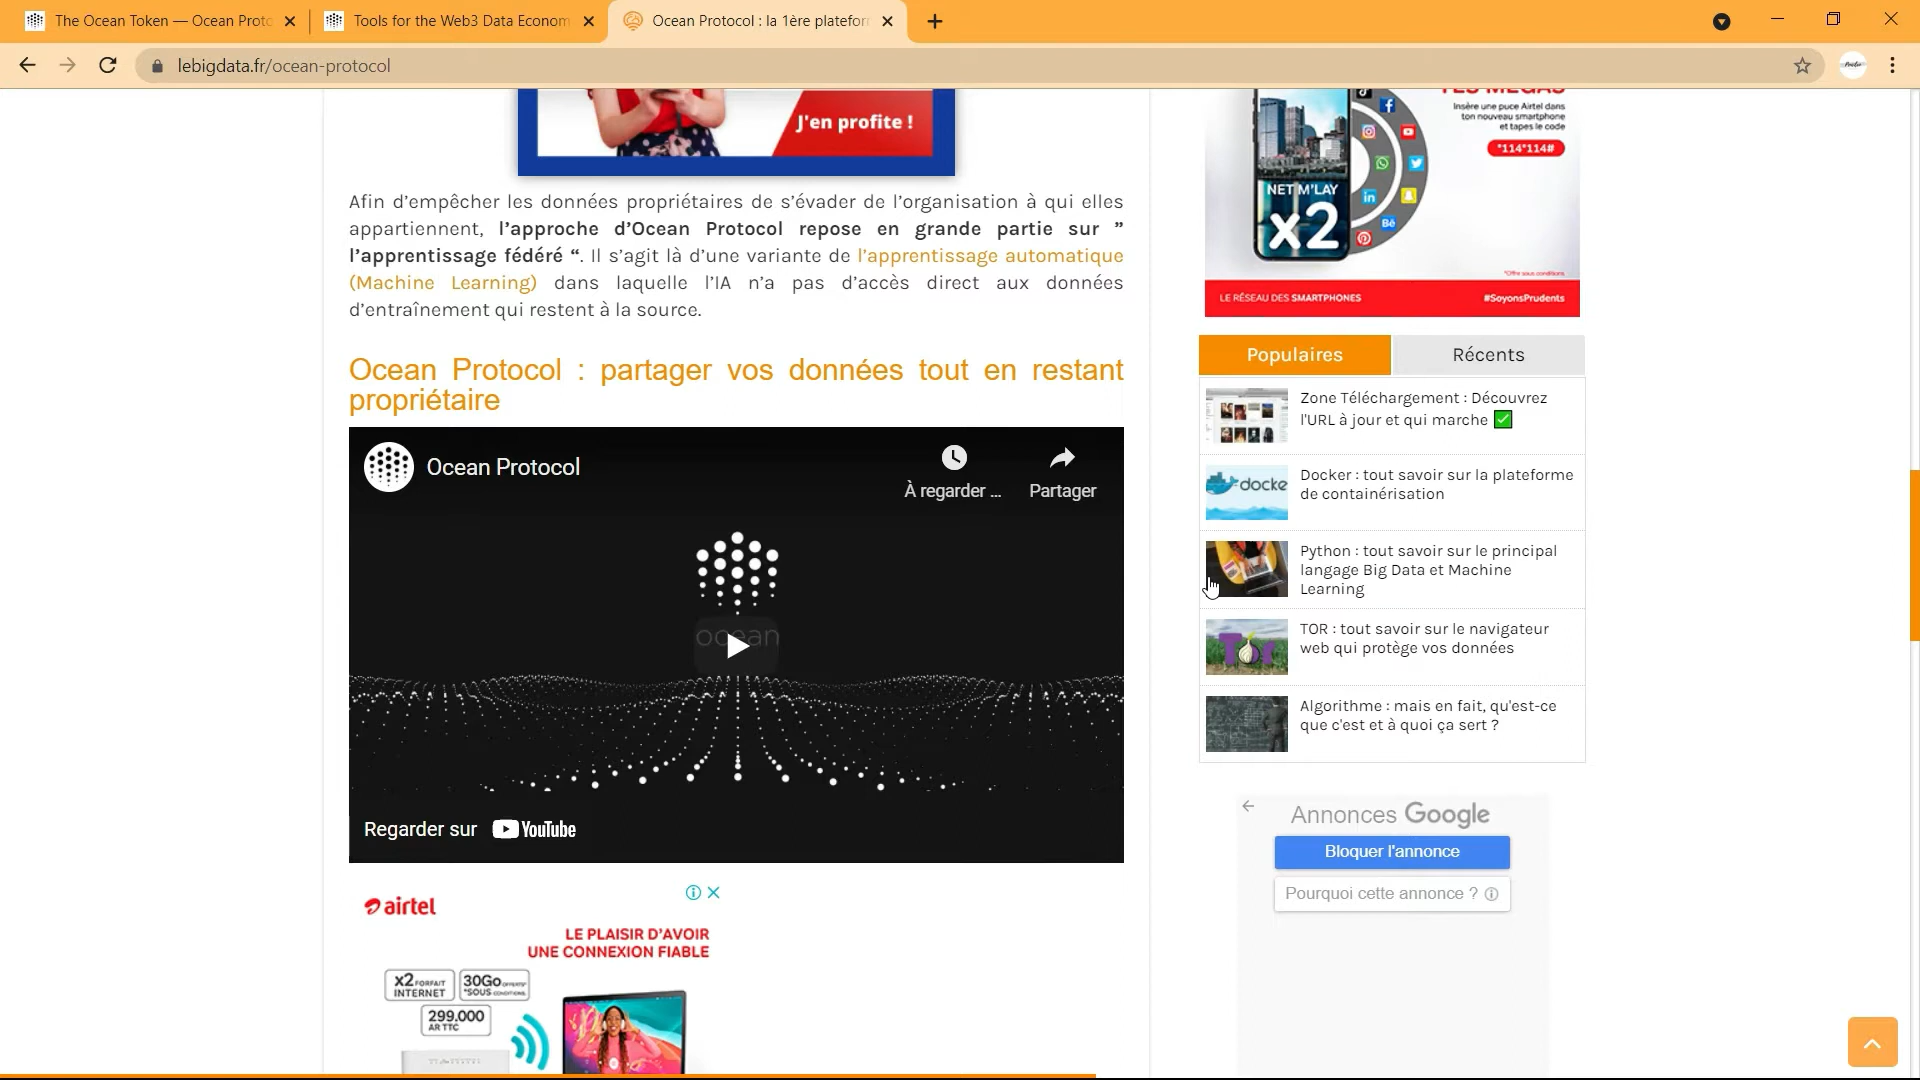 The Ocean Token — Ocean Proto
Tools for the Web3 Data Econom
Ocean Protocol : la 1ère platefor
lebigdata.fr/ocean-protocol
J'en profite !
Afin d’empêcher les données propriétaires de s’évader de l’organisation à qui elles
appartiennent, l’approche d’Ocean Protocol repose en grande partie sur ”
l’apprentissage fédéré “. Il s’agit là d’une variante de l’apprentissage automatique
(Machine Learning) dans laquelle l’IA n’a pas d’accès direct aux données
d’entraînement qui restent à la source.
Ocean Protocol : partager vos données tout en restant
propriétaire
Ocean Protocol
À regarder ...
Partager
ocean
Regarder sur YouTube
airtel
LE PLAISIR D'AVOIR
UNE CONNEXION FIABLE
x2 FORFAIT
INTERNET
30Go OFFERTS*
*SOUS CONDITIONS
299.000
AR TTC
TES MEGAS
Insère une puce Airtel dans
ton nouveau smartphone
et tapes le code
*114*114#
NET M'LAY
x2
*Offre sous conditions
LE RÉSEAU DES SMARTPHONES
#SoyonsPrudents
Populaires
Récents
Zone Téléchargement : Découvrez
l'URL à jour et qui marche ✅
docke
Docker : tout savoir sur la plateforme
de containérisation
Python : tout savoir sur le principal
langage Big Data et Machine
Learning
Tor
TOR : tout savoir sur le navigateur
web qui protège vos données
Algorithme : mais en fait, qu'est-ce
que c'est et à quoi ça sert ?
Annonces Google
Bloquer l'annonce
Pourquoi cette annonce ?